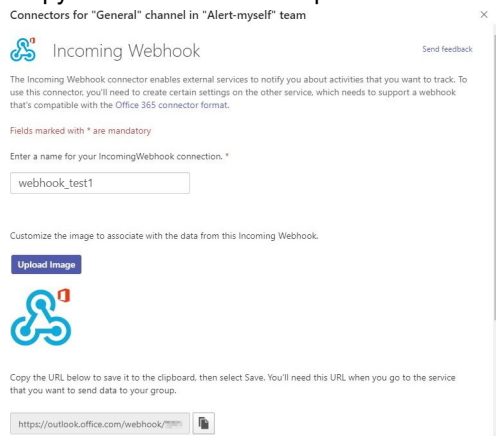 Connectors for "General" channel in "Alert-myself" team
Incoming Webhook
Send feedback
The Incoming Webhook connector enables external services to notify you about activities that you want to track. To
use this connector, you'll need to create certain settings on the other service, which needs to support a webhook
that's compatible with the Office 365 connector format.
Fields marked with * are mandatory
Enter a name for your IncomingWebhook connection. *
webhook_test1
Customize the image to associate with the data from this Incoming Webhook.
Upload Image
Copy the URL below to save it to the clipboard, then select Save. You'll need this URL when you go to the service
that you want to send data to your group.
https://outlook.office.com/webhook/